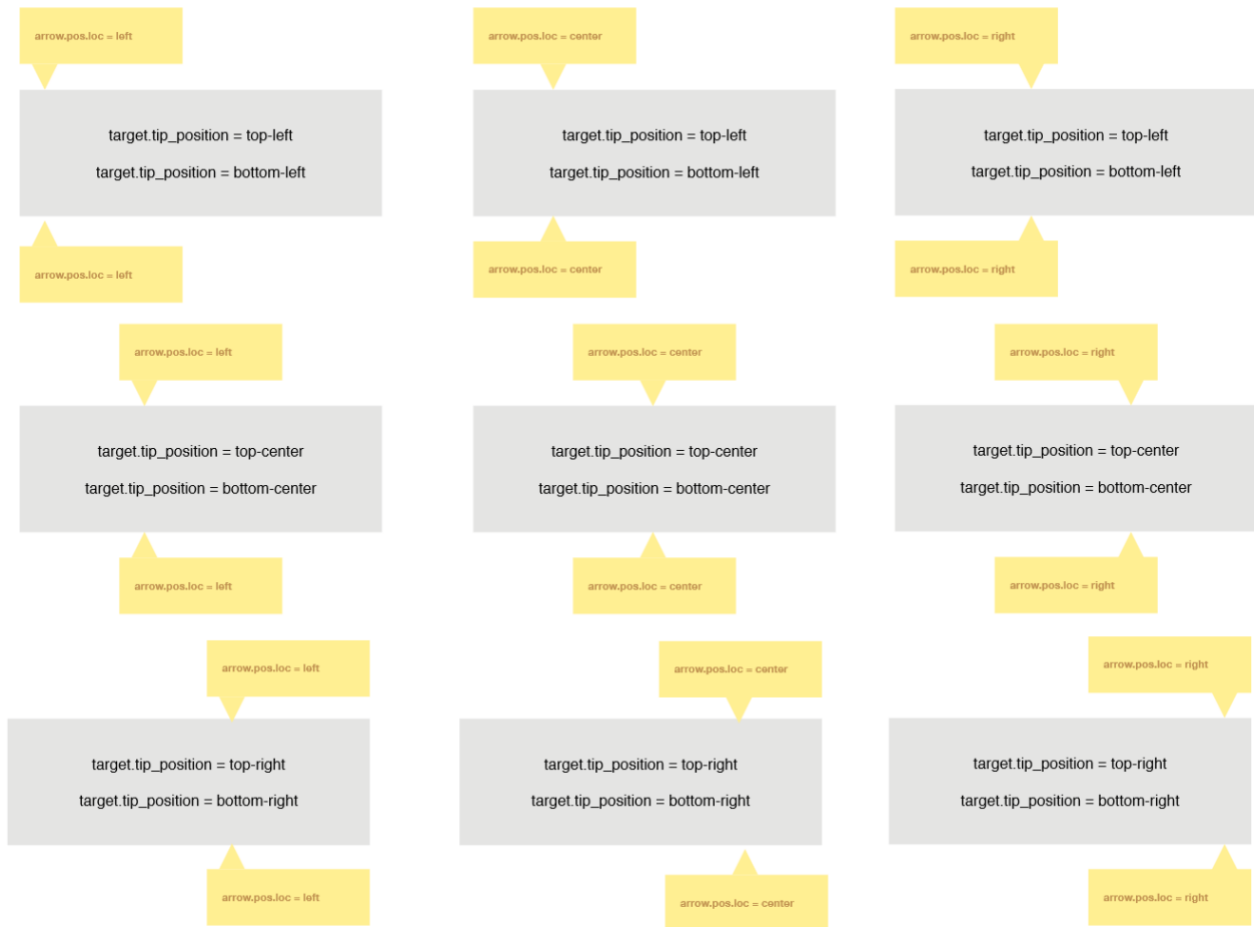 arrow.pos.loc = left
arrow.pos.loc = center
arrow.pos.loc = right
target.tip_position = top-left
target.tip_position = top-left
target.tip_position = top-left
target.tip_position = bottom-left
target.tip_position = bottom-left
target.tip_position = bottom-left
arrow.pos.loc = left
arrow.pos.loc = center
arrow.pos.loc = right
arrow.pos.loc = left
arrow.pos.loc = center
arrow.pos.loc = right
target.tip_position = top-center
target.tip_position = top-center
target.tip_position = top-center
target.tip_position = bottom-center
target.tip_position = bottom-center
target.tip_position = bottom-center
arrow.pos.loc = left
arrow.pos.loc = center
arrow.pos.loc = right
arrow.pos.loc = left
arrow.pos.loc = center
arrow.pos.loc = right
target.tip_position = top-right
target.tip_position = top-right
target.tip_position = top-right
target.tip_position = bottom-right
target.tip_position = bottom-right
target.tip_position = bottom-right
arrow.pos.loc = left
arrow.pos.loc = center
arrow.pos.loc = right